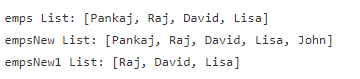 emps List: [Pankaj, Raj, David, Lisa]
empsNew List: [Pankaj, Raj, David, Lisa, John]
empsNew1 List: [Raj, David, Lisa]